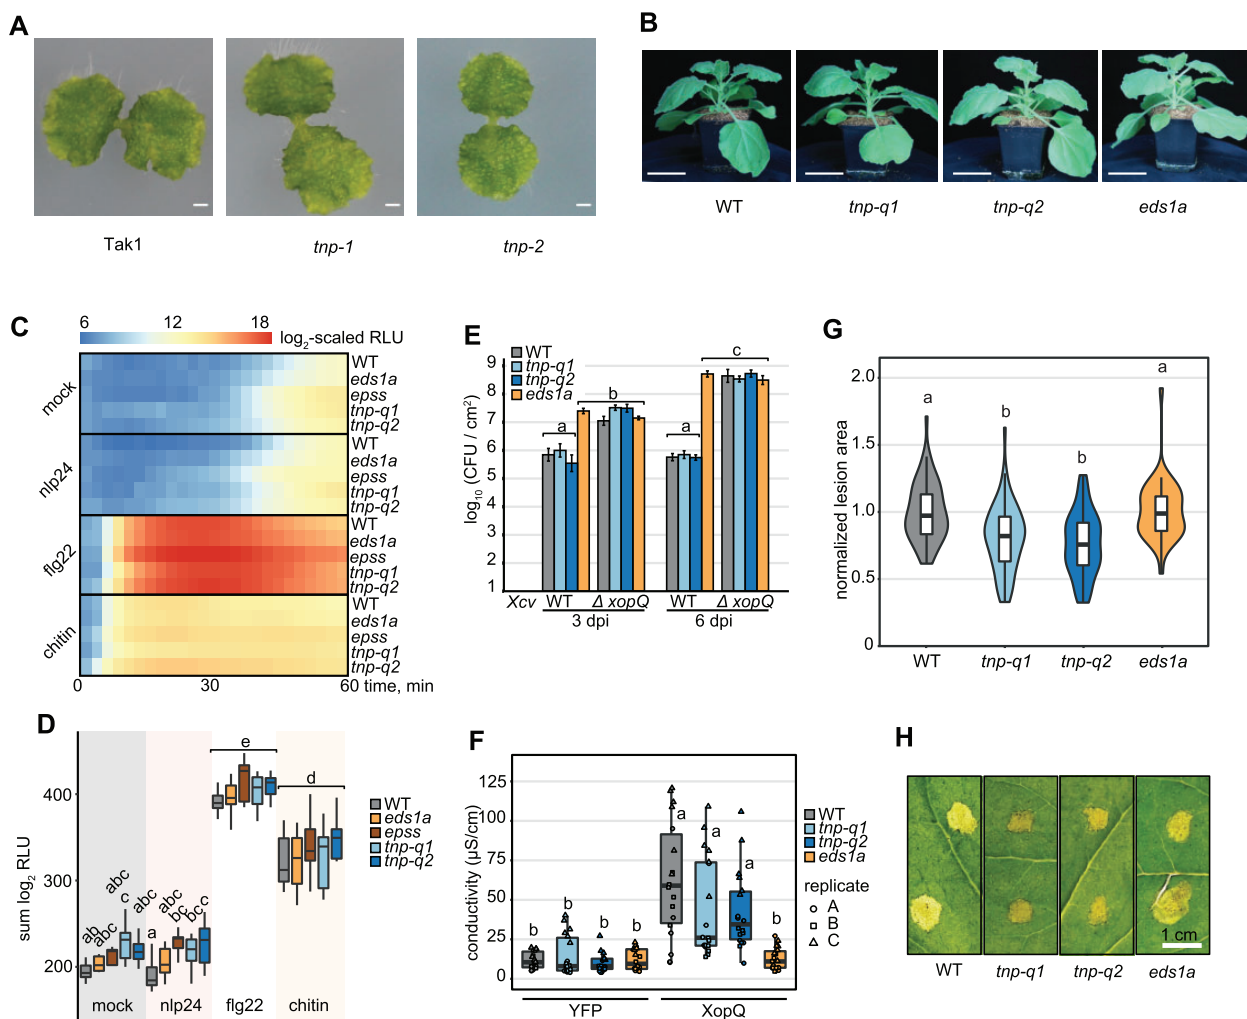 A
Tak1 tnp-1 tnp-2
B
WT tnp-q1 tnp-q2 eds1a
C
6 12 18 log2-scaled RLU
mock
WT
eds1a
epss
tnp-q1
tnp-q2
nlp24
WT
eds1a
epss
tnp-q1
tnp-q2
flg22
WT
eds1a
epss
tnp-q1
tnp-q2
chitin
WT
eds1a
epss
tnp-q1
tnp-q2
0 30 60 time, min
D
sum log2 RLU
400
300
200
ab abc abc c abc a abc bc bcc
e
d
mock nlp24 flg22 chitin
WT
eds1a
epss
tnp-q1
tnp-q2
E
WT
tnp-q1
tnp-q2
eds1a
log10 (CFU / cm2)
9
8
7
6
5
4
3
2
1
a b a c
Xcv WT Δ xopQ WT Δ xopQ
3 dpi 6 dpi
F
conductivity (µS/cm)
125
100
75
50
25
0
b b b b a a a b
YFP XopQ
WT
tnp-q1
tnp-q2
eds1a
replicate
A
B
C
G
normalized lesion area
2.0
1.5
1.0
0.5
0
a b b a
WT tnp-q1 tnp-q2 eds1a
H
1 cm
WT tnp-q1 tnp-q2 eds1a